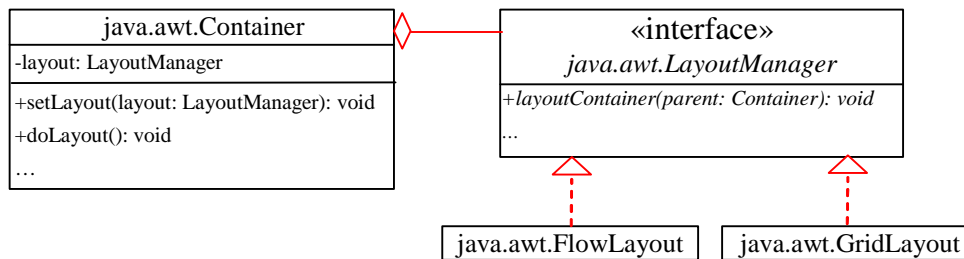 java.awt.Container
-layout: LayoutManager
+setLayout(layout: LayoutManager): void
+doLayout(): void
…
«interface»
java.awt.LayoutManager
+layoutContainer(parent: Container): void
...
java.awt.FlowLayout
java.awt.GridLayout